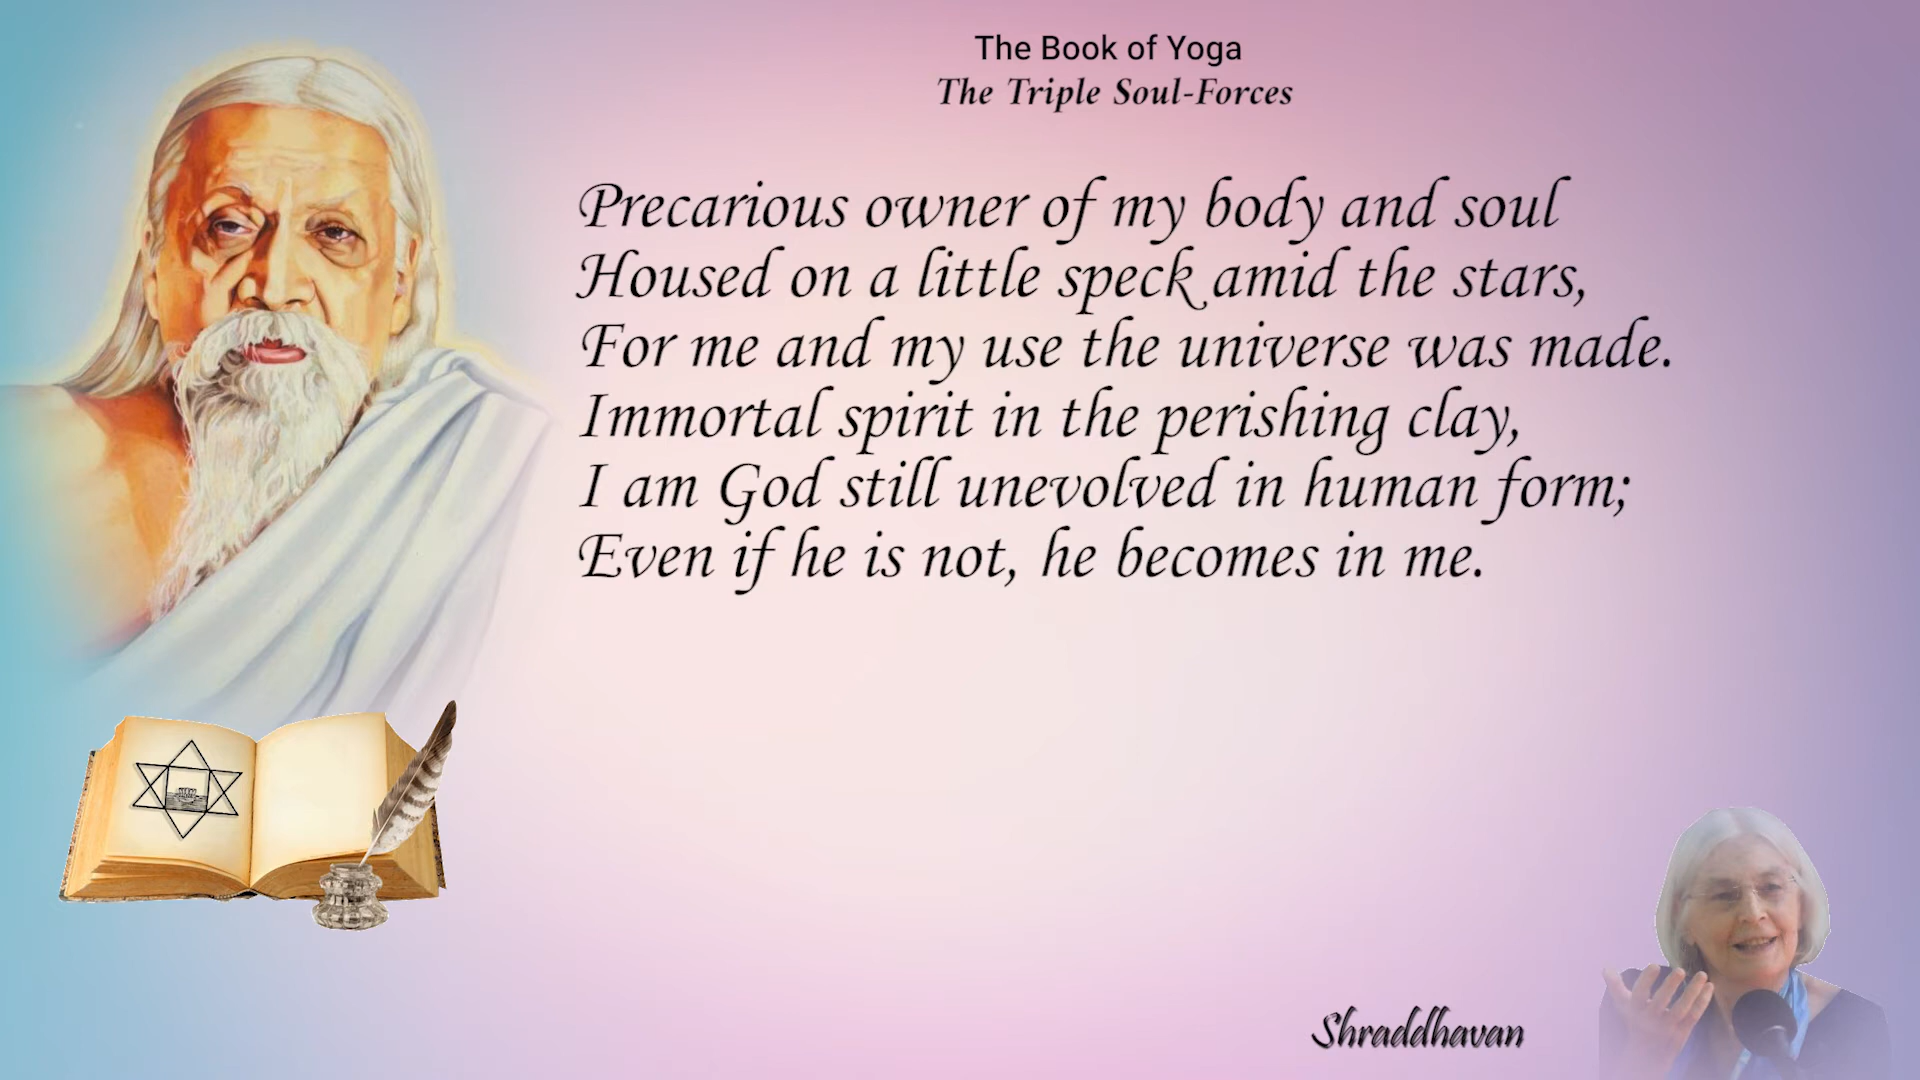 The Book of Yoga
The Triple Soul-Forces
Precarious owner of my body and soul
Housed on a little speck amid the stars,
For me and my use the universe was made.
Immortal spirit in the perishing clay,
I am God still unevolved in human form;
Even if he is not, he becomes in me.
Shraddhavan